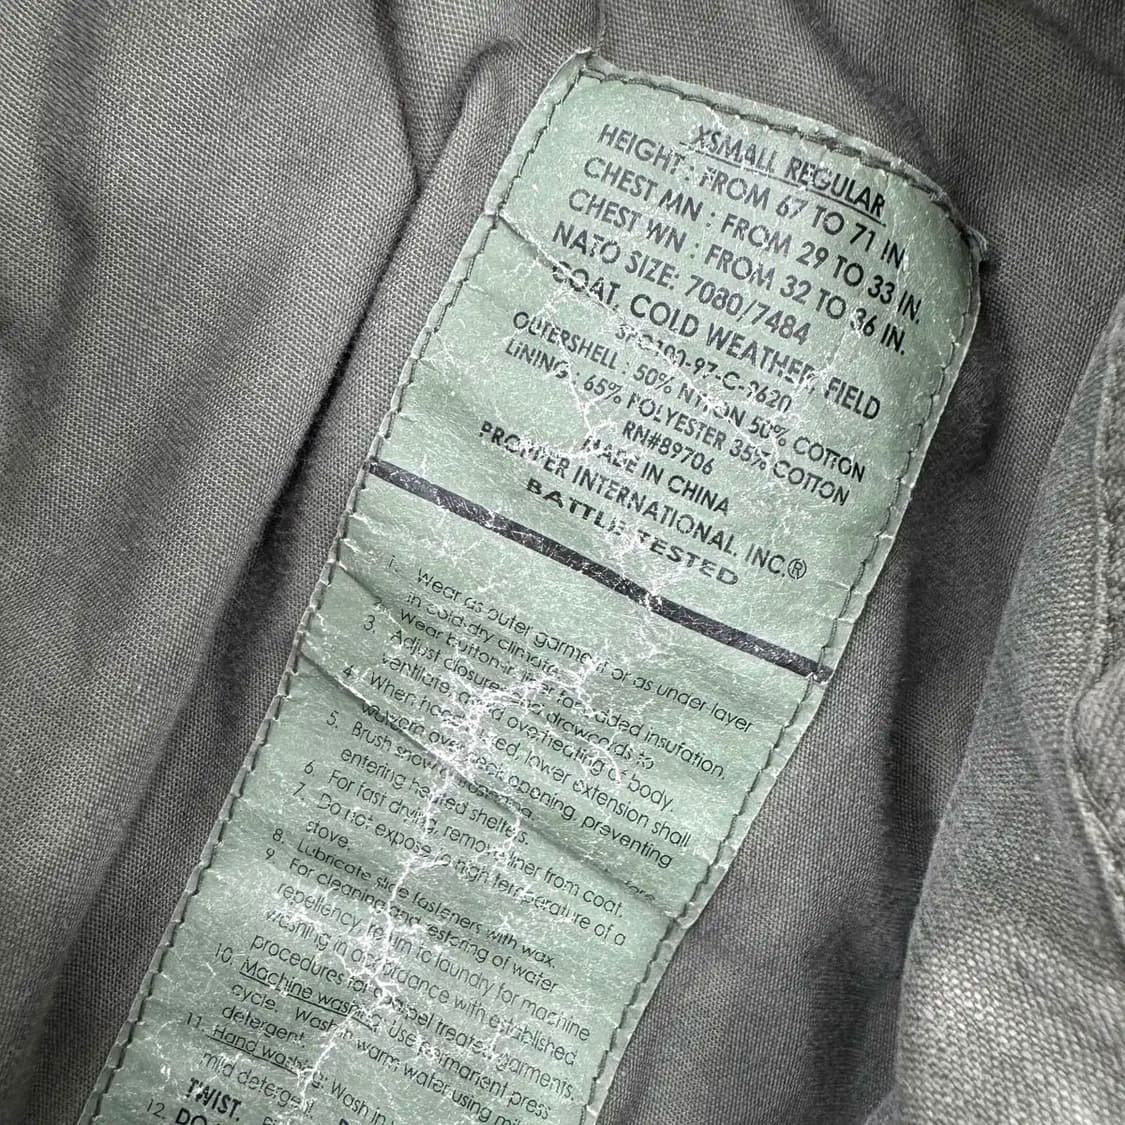 XSMALL REGULAR
HEIGHT : FROM 67 TO 71 IN.
CHEST MN : FROM 29 TO 33 IN.
CHEST WN : FROM 32 TO 36 IN.
NATO SIZE: 7080/7484
COAT, COLD WEATHER, FIELD
OUTERSHELL : 50% NYLON 50% COTTON
LINING : 65% POLYESTER 35% COTTON
RN#89706
MADE IN CHINA
PROPPER INTERNATIONAL, INC.®
BATTLE TESTED
1. Wear as outer garment or as under layer
in cold-dry climate.
Wear button-in liner for added insulation.
3. Adjust closures and drawcords to
ventilate, avoid overheating of body.
4. When hood used, lower extension shall
be worn over neck opening, preventing
5. Brush snow before
entering heated shelters.
6. For fast drying, remove liner from coat.
7. Do not expose to high temperature of a
stove.
8. Lubricate slide fasteners with wax.
9. For cleaning and restoring of water
repellency, return to laundry for machine
washing in accordance with established
procedures for quarpel treated garments.
10. Machine washing: use permanent press
cycle. Wash in warm water using mild
detergent.
11. Hand washing: Wash in
mild detergent.
TWIST.
12. DO